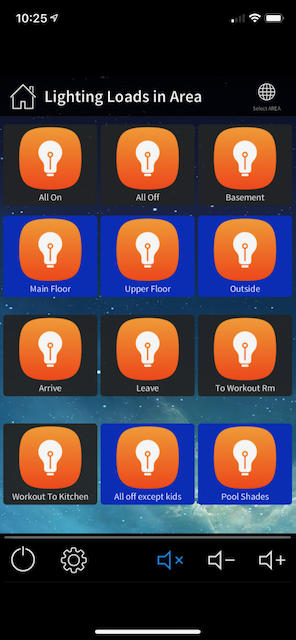 10:25
Lighting Loads in Area
Select AREA
All On
All Off
Basement
Main Floor
Upper Floor
Outside
Arrive
Leave
To Workout Rm
Workout To Kitchen
All off except kids
Pool Shades